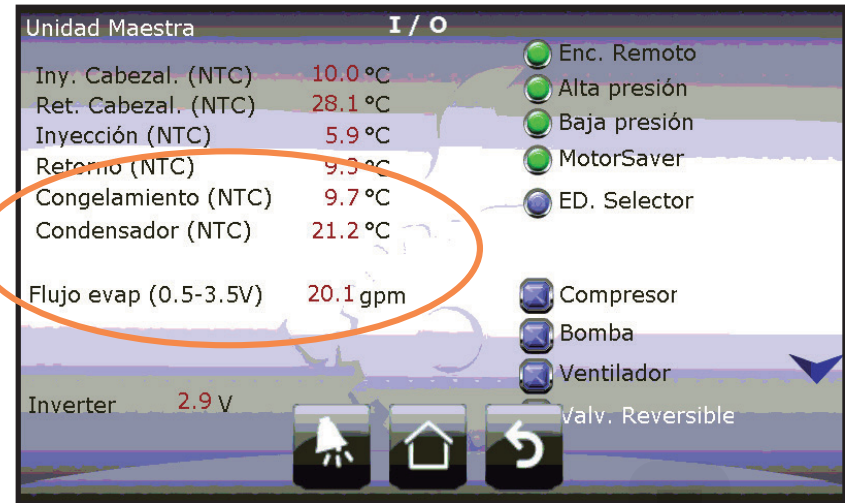 Unidad Maestra
I / O
Iny. Cabezal. (NTC) 10.0 °C
Ret. Cabezal. (NTC) 28.1 °C
Inyección (NTC) 5.9 °C
Retorno (NTC) 9.3 °C
Congelamiento (NTC) 9.7 °C
Condensador (NTC) 21.2 °C
Flujo evap (0.5-3.5V) 20.1 gpm
Inverter 2.9 V
Enc. Remoto
Alta presión
Baja presión
MotorSaver
ED. Selector
Compresor
Bomba
Ventilador
Valv. Reversible